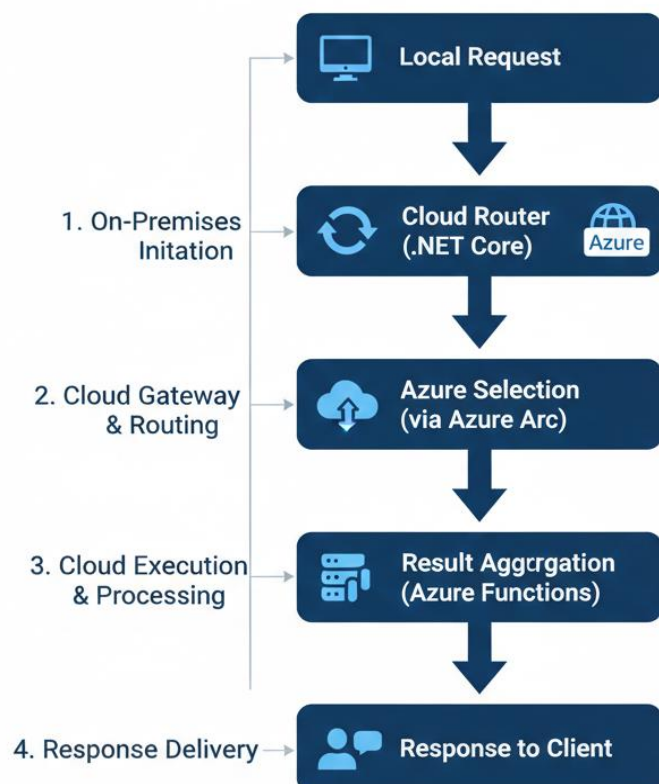 Local Request
1. On-Premises
Initation
Cloud Router
(.NET Core)
Azure
2. Cloud Gateway
& Routing
Azure Selection
(via Azure Arc)
3. Cloud Execution
& Processing
Result Aggcrgation
(Azure Functions)
4. Response Delivery
Response to Client